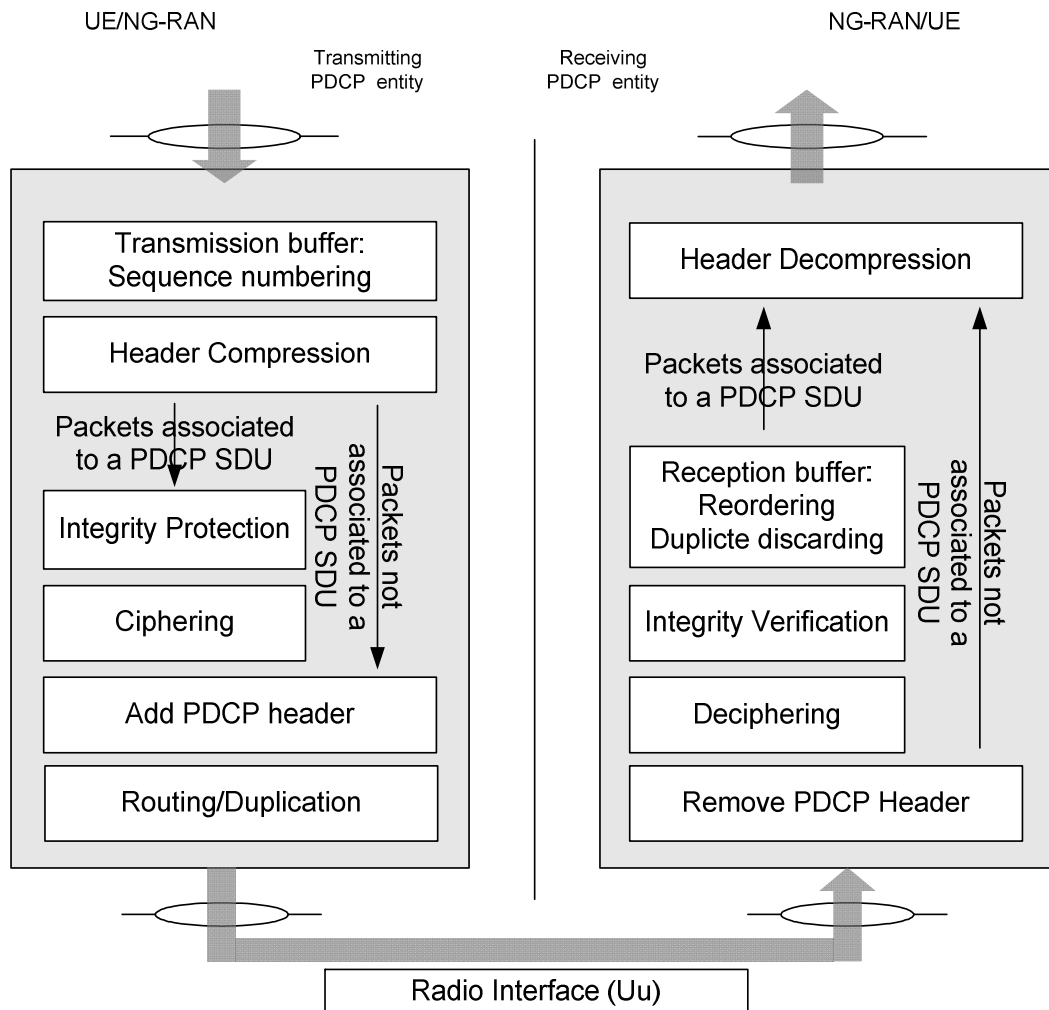 UE/NG-RAN
NG-RAN/UE
Transmitting
PDCP entity
Receiving
PDCP entity
Transmission buffer:
Sequence numbering
Header Compression
Packets associated
to a PDCP SDU
Packets not
associated to a
PDCP SDU
Integrity Protection
Ciphering
Add PDCP header
Routing/Duplication
Header Decompression
Packets associated
to a PDCP SDU
Reception buffer:
Reordering
Duplicte discarding
Packets not
associated to a
PDCP SDU
Integrity Verification
Deciphering
Remove PDCP Header
Radio Interface (Uu)